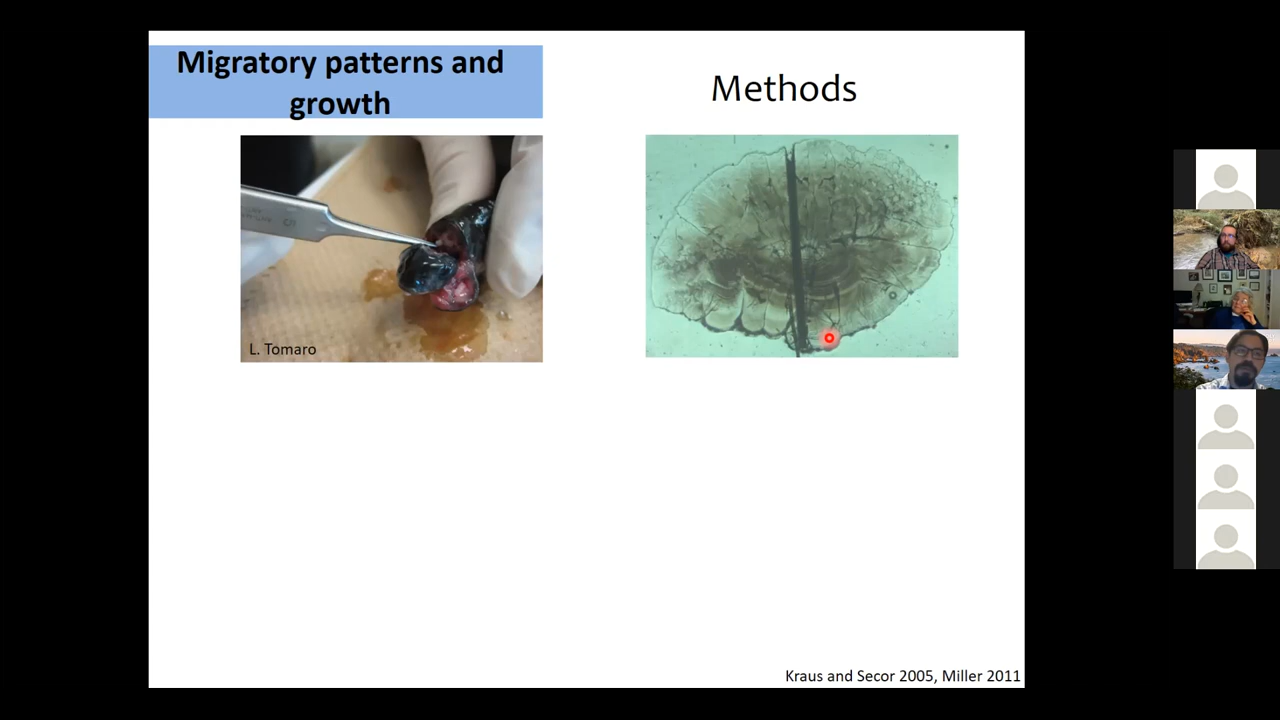 Migratory patterns and
growth
Methods
L. Tomaro
Kraus and Secor 2005, Miller 2011